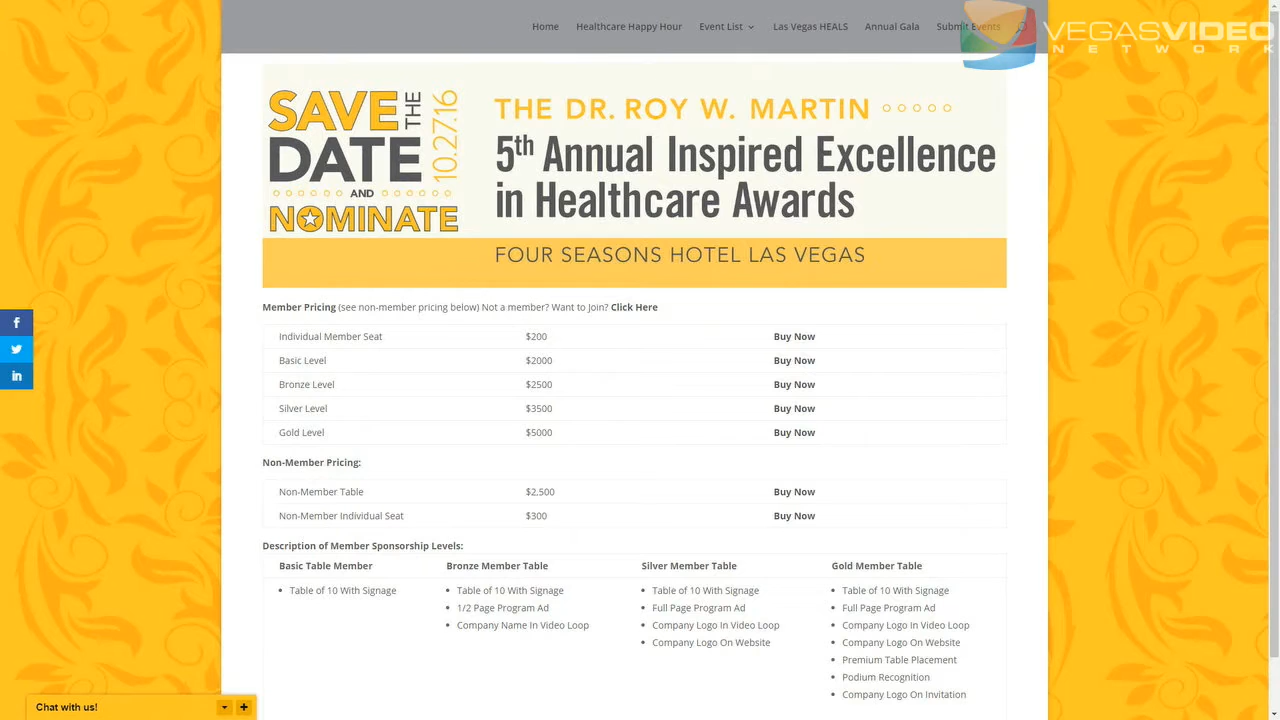 Home Healthcare Happy Hour Event List Las Vegas HEALS Annual Gala Submit Events
VEGASVIDEO
NETWORK
SAVE THE
DATE
10.27.16
AND
NOMINATE
THE DR. ROY W. MARTIN
5th Annual Inspired Excellence
in Healthcare Awards
FOUR SEASONS HOTEL LAS VEGAS
Member Pricing (see non-member pricing below) Not a member? Want to Join? Click Here
Individual Member Seat $200 Buy Now
Basic Level $2000 Buy Now
Bronze Level $2500 Buy Now
Silver Level $3500 Buy Now
Gold Level $5000 Buy Now
Non-Member Pricing:
Non-Member Table $2,500 Buy Now
Non-Member Individual Seat $300 Buy Now
Description of Member Sponsorship Levels:
Basic Table Member Bronze Member Table Silver Member Table Gold Member Table
Table of 10 With Signage Table of 10 With Signage Table of 10 With Signage Table of 10 With Signage
1/2 Page Program Ad Full Page Program Ad Full Page Program Ad
Company Name In Video Loop Company Logo In Video Loop Company Logo In Video Loop
Company Logo On Website Company Logo On Website
Premium Table Placement
Podium Recognition
Company Logo On Invitation
Chat with us!